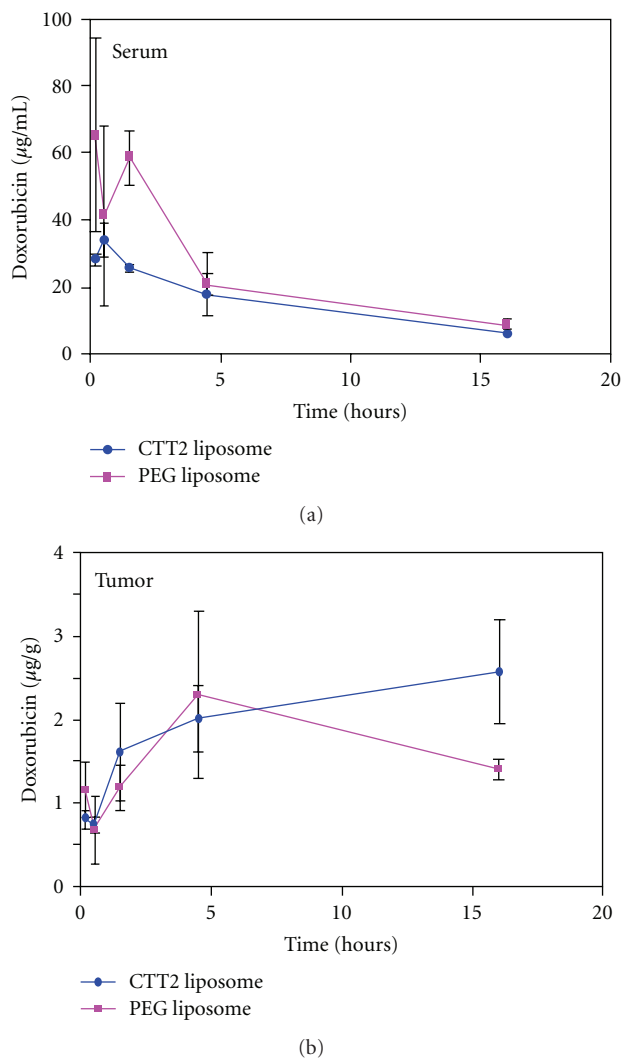 100
80
60
40
20
0
Serum
Doxorubicin (μg/mL)
0 5 10 15 20
Time (hours)
CTT2 liposome
PEG liposome
(a)
4
3
2
1
0
Tumor
Doxorubicin (μg/g)
0 5 10 15 20
Time (hours)
CTT2 liposome
PEG liposome
(b)